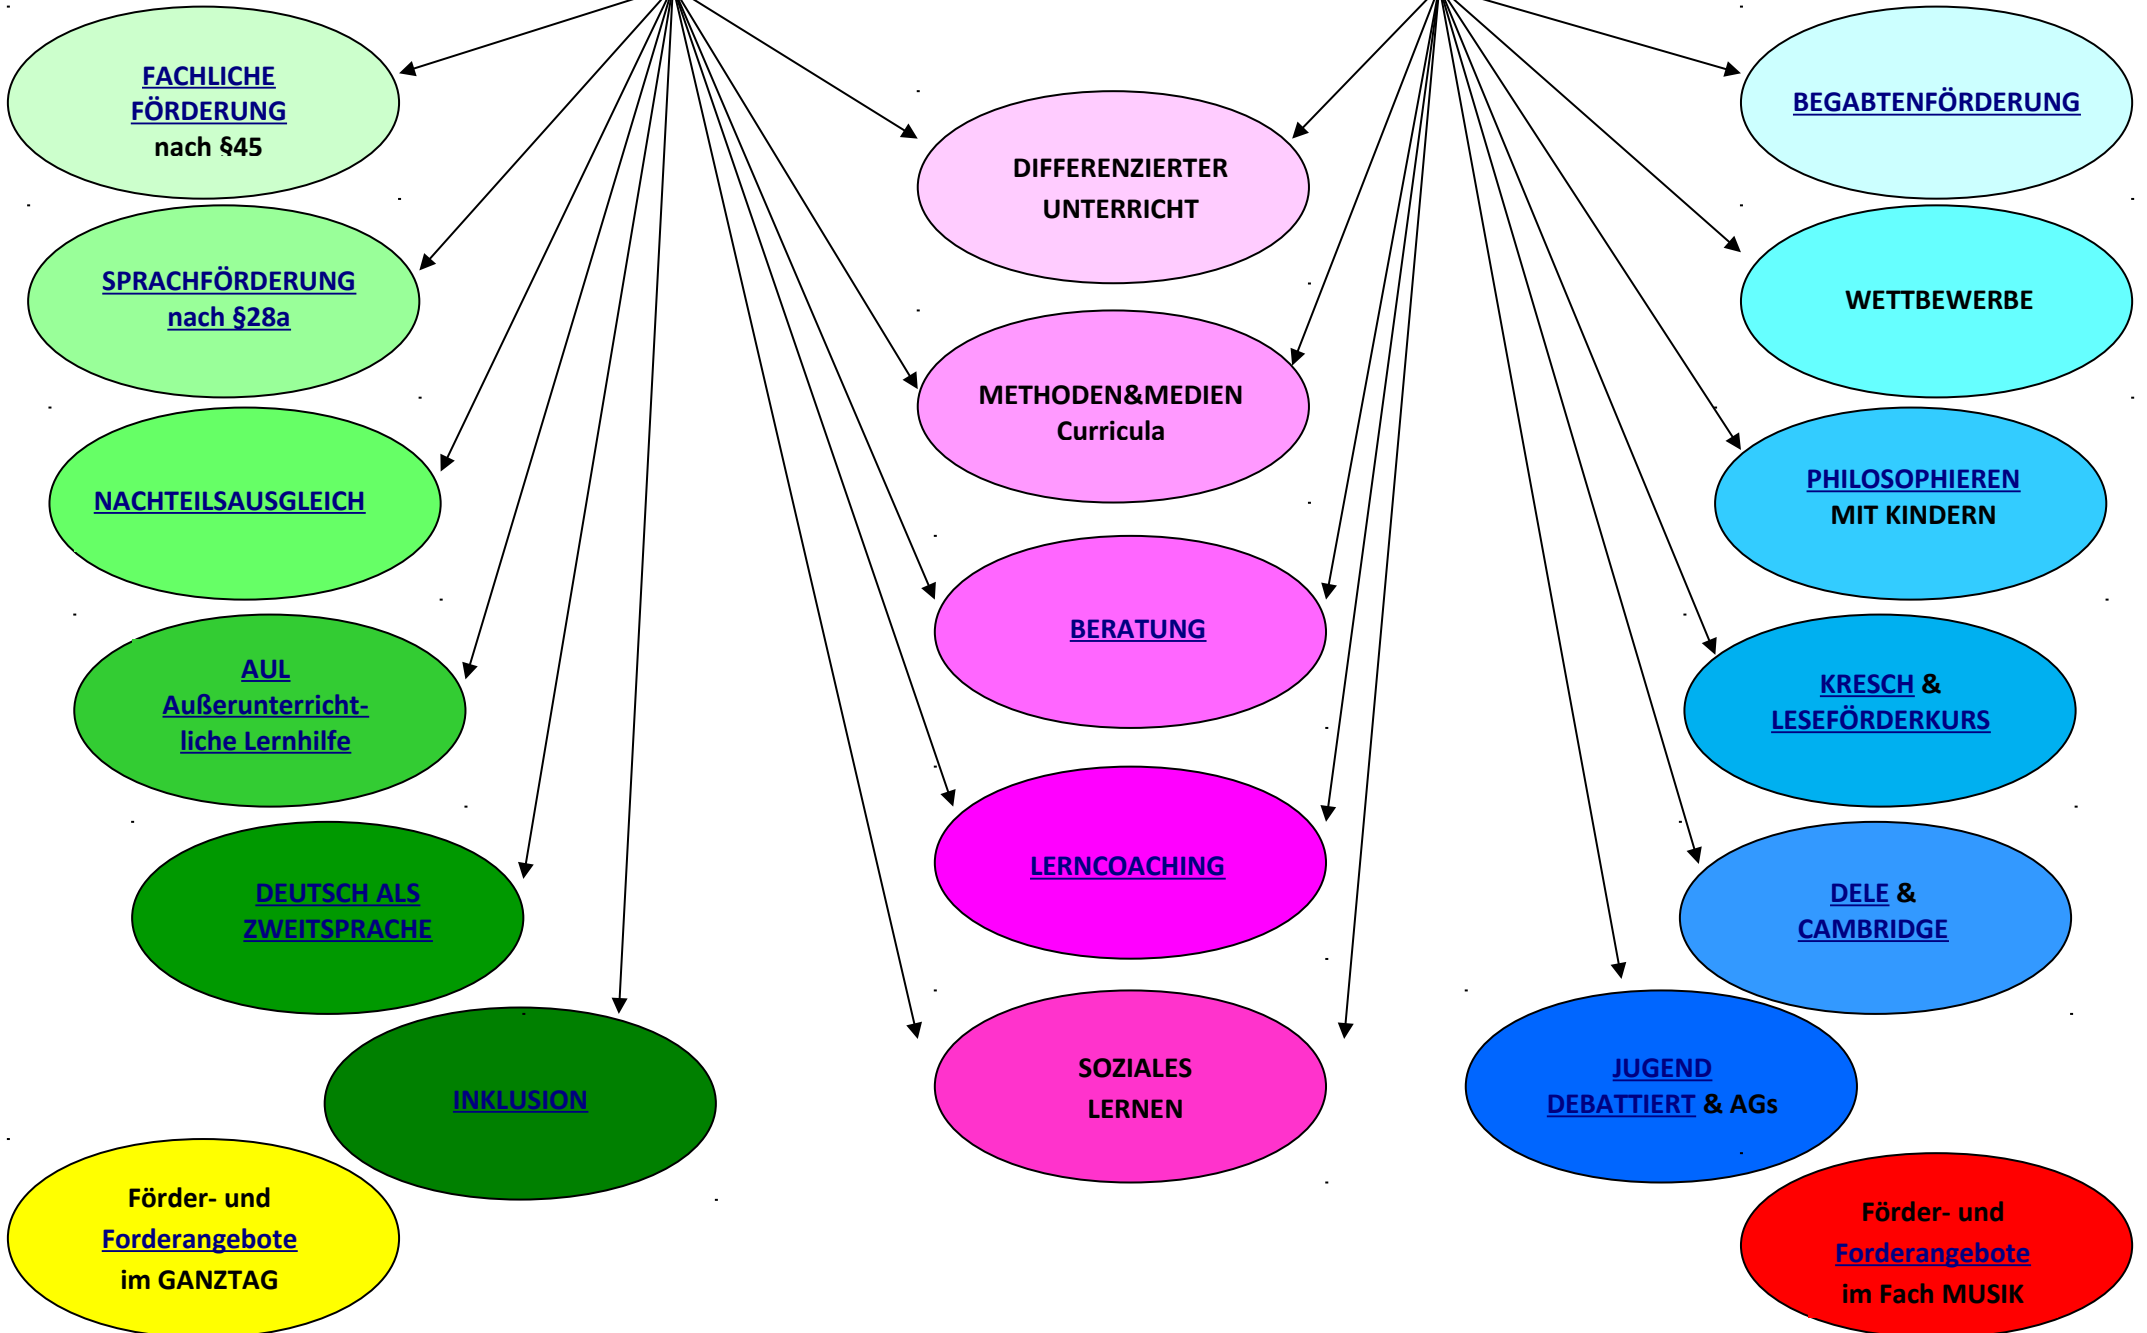 FACHLICHE
FÖRDERUNG
nach §45
SPRACHFÖRDERUNG
nach §28a
NACHTEILSAUSGLEICH
AUL
Außerunterricht-
liche Lernhilfe
DEUTSCH ALS
ZWEITSPRACHE
INKLUSION
Förder- und
Forderangebote
im GANZTAG
DIFFERENZIERTER
UNTERRICHT
METHODEN&MEDIEN
Curricula
BERATUNG
LERNCOACHING
SOZIALES
LERNEN
BEGABTENFÖRDERUNG
WETTBEWERBE
PHILOSOPHIEREN
MIT KINDERN
KRESCH &
LESEFÖRDERKURS
DELE &
CAMBRIDGE
JUGEND
DEBATTIERT & AGs
Förder- und
Forderangebote
im Fach MUSIK